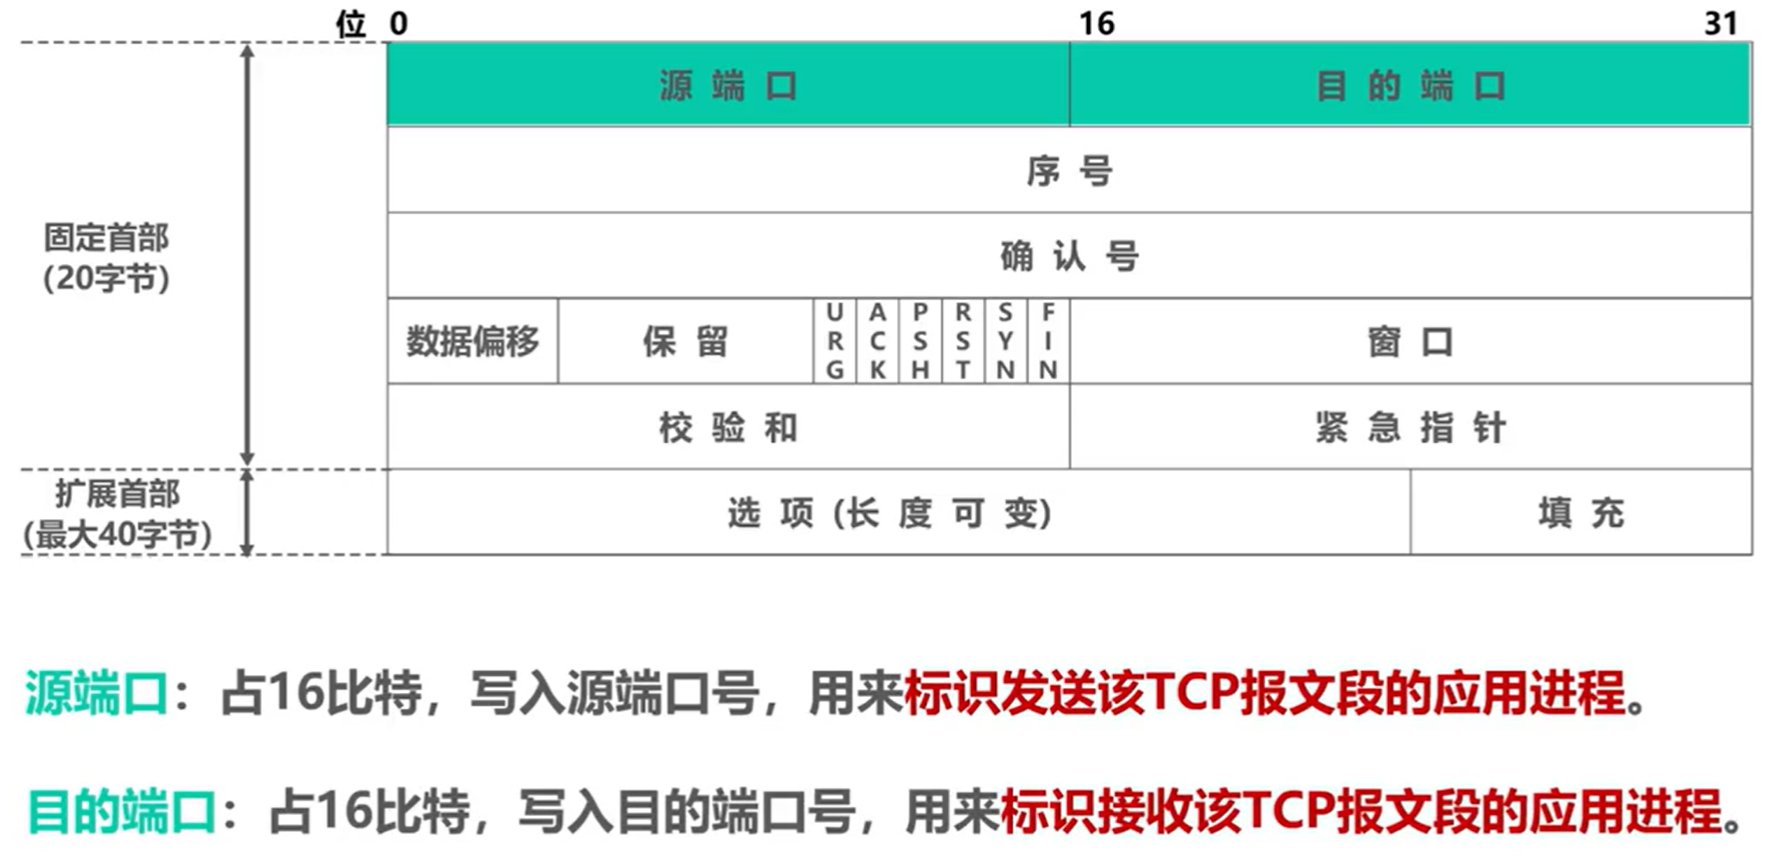 位 0 16 31
源端口 目的端口
序号
确认号
固定首部
(20字节)
数据偏移 保留 URG ACK PSH RST SYN FIN 窗口
校验和 紧急指针
扩展首部
(最大40字节)
选项(长度可变) 填充
源端口：占16比特，写入源端口号，用来标识发送该TCP报文段的应用进程。
目的端口：占16比特，写入目的端口号，用来标识接收该TCP报文段的应用进程。